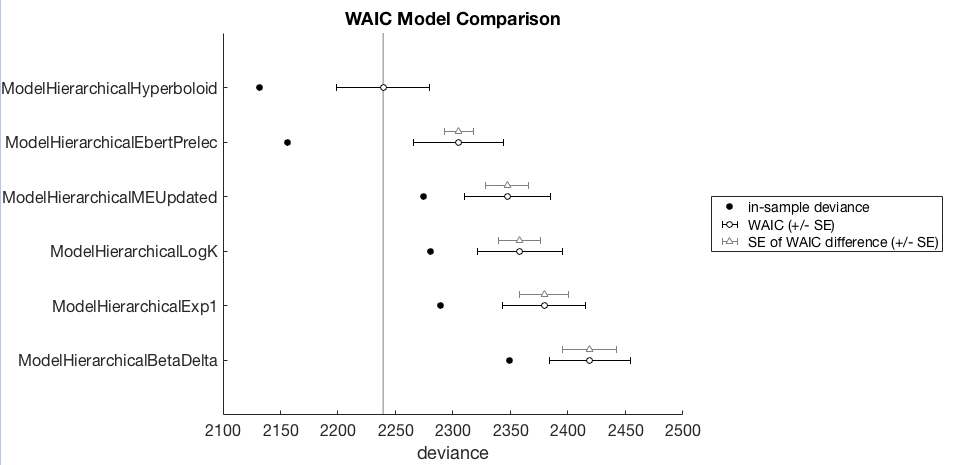 WAIC Model Comparison
ModelHierarchicalHyperboloid
ModelHierarchicalEbertPrelec
ModelHierarchicalMEUpdated
ModelHierarchicalLogK
ModelHierarchicalExp1
ModelHierarchicalBetaDelta
2100 2150 2200 2250 2300 2350 2400 2450 2500
deviance
in-sample deviance
WAIC (+/- SE)
SE of WAIC difference (+/- SE)